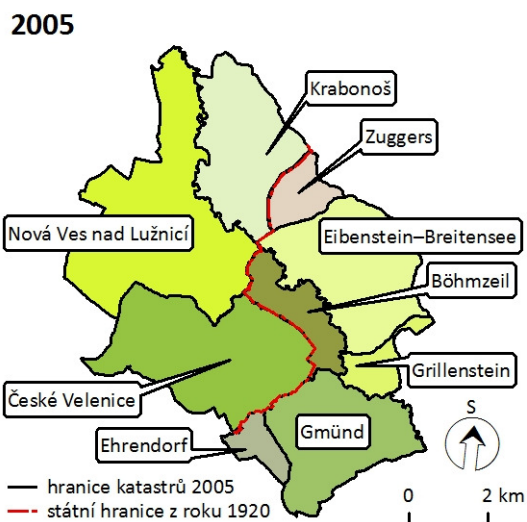 2005
Krabonoš
Zuggers
Nová Ves nad Lužnicí
Eibenstein–Breitensee
Böhmzeil
České Velenice
Grillenstein
Ehrendorf
Gmünd
S
hranice katastrů 2005
státní hranice z roku 1920
0 2 km